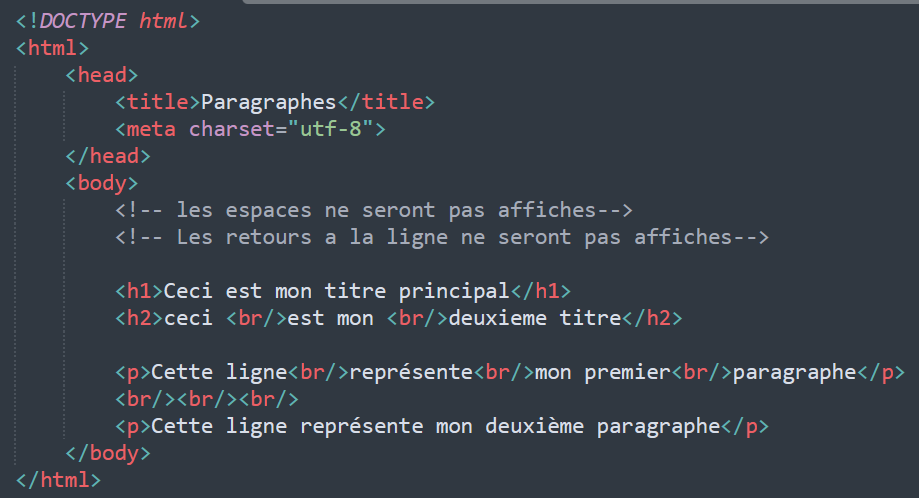 <!DOCTYPE html>
<html>
<head>
<title>Paragraphes</title>
<meta charset="utf-8">
</head>
<body>
<!-- les espaces ne seront pas affiches-->
<!-- Les retours a la ligne ne seront pas affiches-->
<h1>Ceci est mon titre principal</h1>
<h2>ceci <br/>est mon <br/>deuxieme titre</h2>
<p>Cette ligne<br/>représente<br/>mon premier<br/>paragraphe</p>
<br/><br/><br/>
<p>Cette ligne représente mon deuxième paragraphe</p>
</body>
</html>